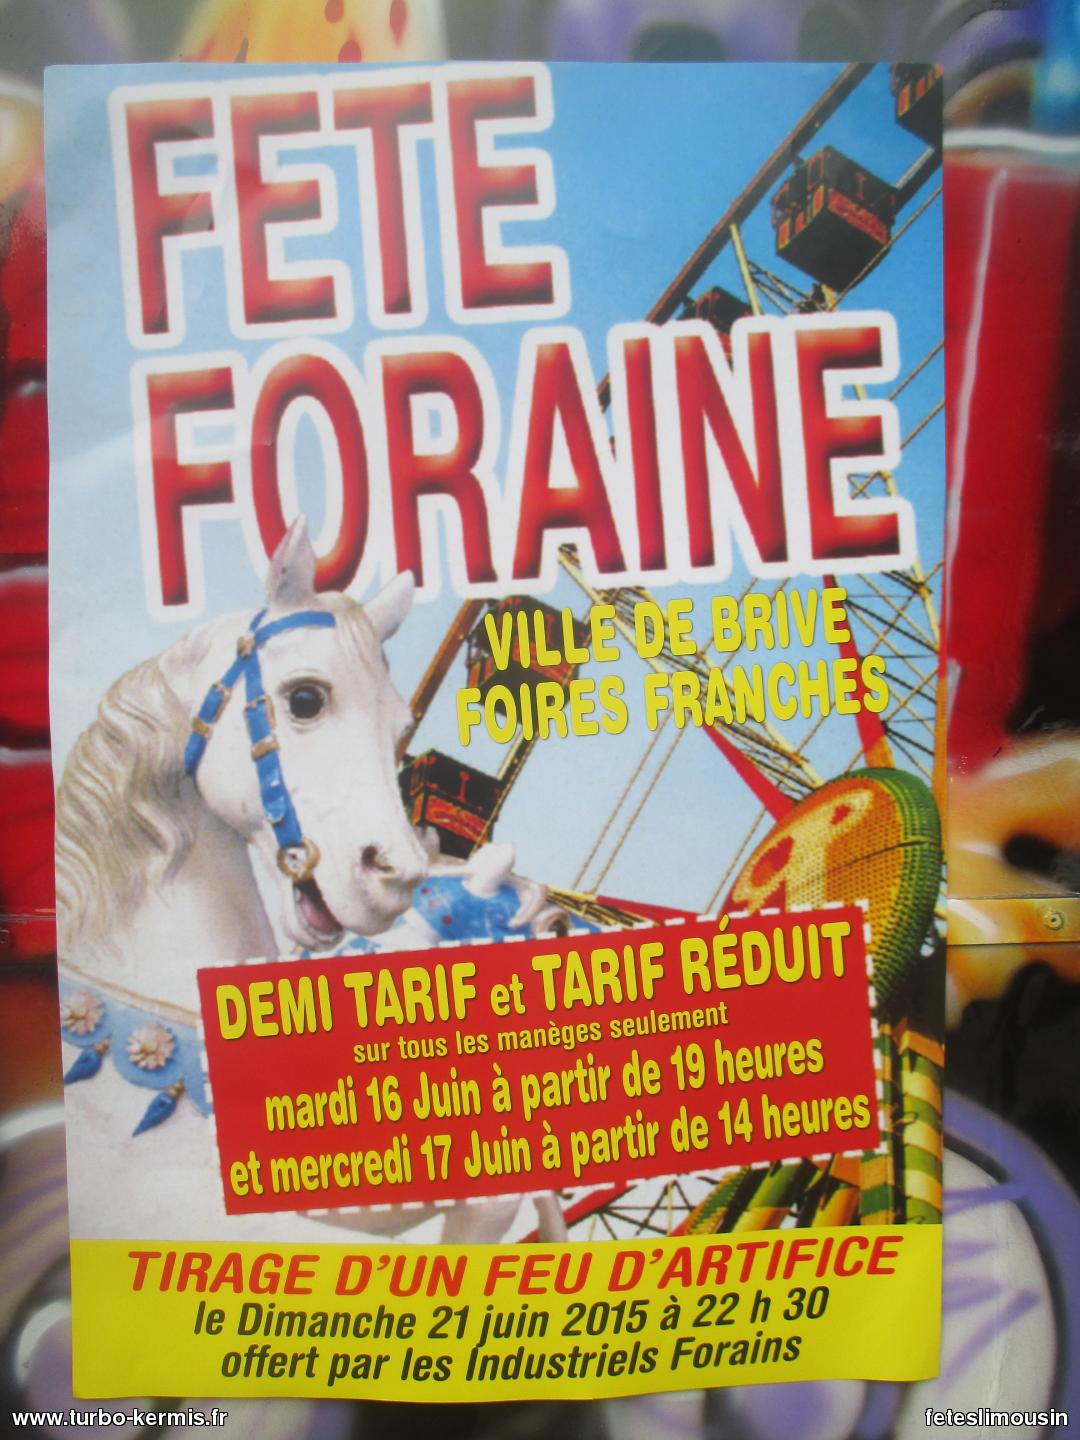 FETE
FORAINE
VILLE DE BRIVE
FOIRES FRANCHES
DEMI TARIF et TARIF RÉDUIT
sur tous les manèges seulement
mardi 16 Juin à partir de 19 heures
et mercredi 17 Juin à partir de 14 heures
TIRAGE D'UN FEU D'ARTIFICE
le Dimanche 21 juin 2015 à 22 h 30
offert par les Industriels Forains
www.turbo-kermis.fr
feteslimousin